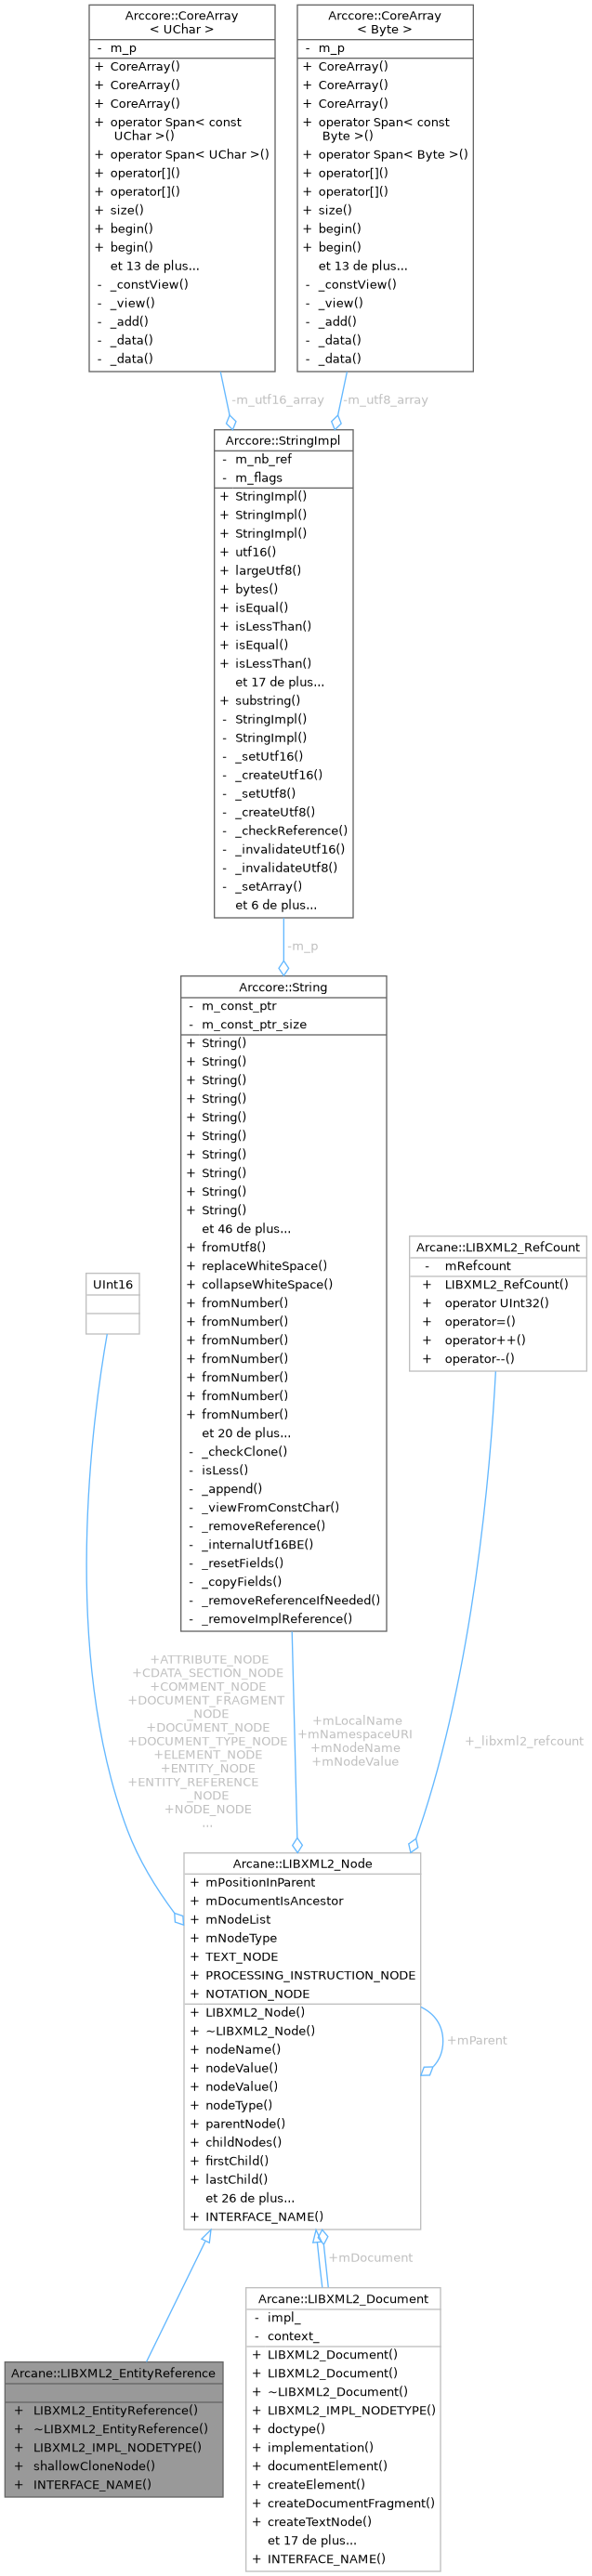 Arccore::CoreArray
< UChar >
- m_p
+ CoreArray()
+ CoreArray()
+ CoreArray()
+ operator Span< const
UChar >()
+ operator Span< UChar >()
+ operator[]()
+ operator[]()
+ size()
+ begin()
+ begin()
et 13 de plus...
- _constView()
- _view()
- _add()
- _data()
- _data()
Arccore::CoreArray
< Byte >
- m_p
+ CoreArray()
+ CoreArray()
+ CoreArray()
+ operator Span< const
Byte >()
+ operator Span< Byte >()
+ operator[]()
+ operator[]()
+ size()
+ begin()
+ begin()
et 13 de plus...
- _constView()
- _view()
- _add()
- _data()
- _data()
-m_utf16_array
-m_utf8_array
Arccore::StringImpl
- m_nb_ref
- m_flags
+ StringImpl()
+ StringImpl()
+ StringImpl()
+ utf16()
+ largeUtf8()
+ bytes()
+ isEqual()
+ isLessThan()
+ isEqual()
+ isLessThan()
et 17 de plus...
+ substring()
- StringImpl()
- StringImpl()
- _setUtf16()
- _createUtf16()
- _setUtf8()
- _createUtf8()
- _checkReference()
- _invalidateUtf16()
- _invalidateUtf8()
- _setArray()
et 6 de plus...
-m_p
Arccore::String
- m_const_ptr
- m_const_ptr_size
+ String()
+ String()
+ String()
+ String()
+ String()
+ String()
+ String()
+ String()
+ String()
+ String()
et 46 de plus...
+ fromUtf8()
+ replaceWhiteSpace()
+ collapseWhiteSpace()
+ fromNumber()
+ fromNumber()
+ fromNumber()
+ fromNumber()
+ fromNumber()
+ fromNumber()
+ fromNumber()
et 20 de plus...
- _checkClone()
- isLess()
- _append()
- _viewFromConstChar()
- _removeReference()
- _internalUtf16BE()
- _resetFields()
- _copyFields()
- _removeReferenceIfNeeded()
- _removeImplReference()
UInt16
Arcane::LIBXML2_RefCount
- mRefcount
+ LIBXML2_RefCount()
+ operator UInt32()
+ operator=()
+ operator++()
+ operator--()
+ATTRIBUTE_NODE
+CDATA_SECTION_NODE
+COMMENT_NODE
+DOCUMENT_FRAGMENT
_NODE
+DOCUMENT_NODE
+DOCUMENT_TYPE_NODE
+ELEMENT_NODE
+ENTITY_NODE
+ENTITY_REFERENCE
_NODE
+NODE_NODE
...
+mLocalName
+mNamespaceURI
+mNodeName
+mNodeValue
+_libxml2_refcount
Arcane::LIBXML2_Node
+ mPositionInParent
+ mDocumentIsAncestor
+ mNodeList
+ mNodeType
+ TEXT_NODE
+ PROCESSING_INSTRUCTION_NODE
+ NOTATION_NODE
+ LIBXML2_Node()
+ ~LIBXML2_Node()
+ nodeName()
+ nodeValue()
+ nodeValue()
+ nodeType()
+ parentNode()
+ childNodes()
+ firstChild()
+ lastChild()
et 26 de plus...
+ INTERFACE_NAME()
+mParent
+mDocument
Arcane::LIBXML2_Document
- impl_
- context_
+ LIBXML2_Document()
+ LIBXML2_Document()
+ ~LIBXML2_Document()
+ LIBXML2_IMPL_NODETYPE()
+ doctype()
+ implementation()
+ documentElement()
+ createElement()
+ createDocumentFragment()
+ createTextNode()
et 17 de plus...
+ INTERFACE_NAME()
Arcane::LIBXML2_EntityReference
+ LIBXML2_EntityReference()
+ ~LIBXML2_EntityReference()
+ LIBXML2_IMPL_NODETYPE()
+ shallowCloneNode()
+ INTERFACE_NAME()